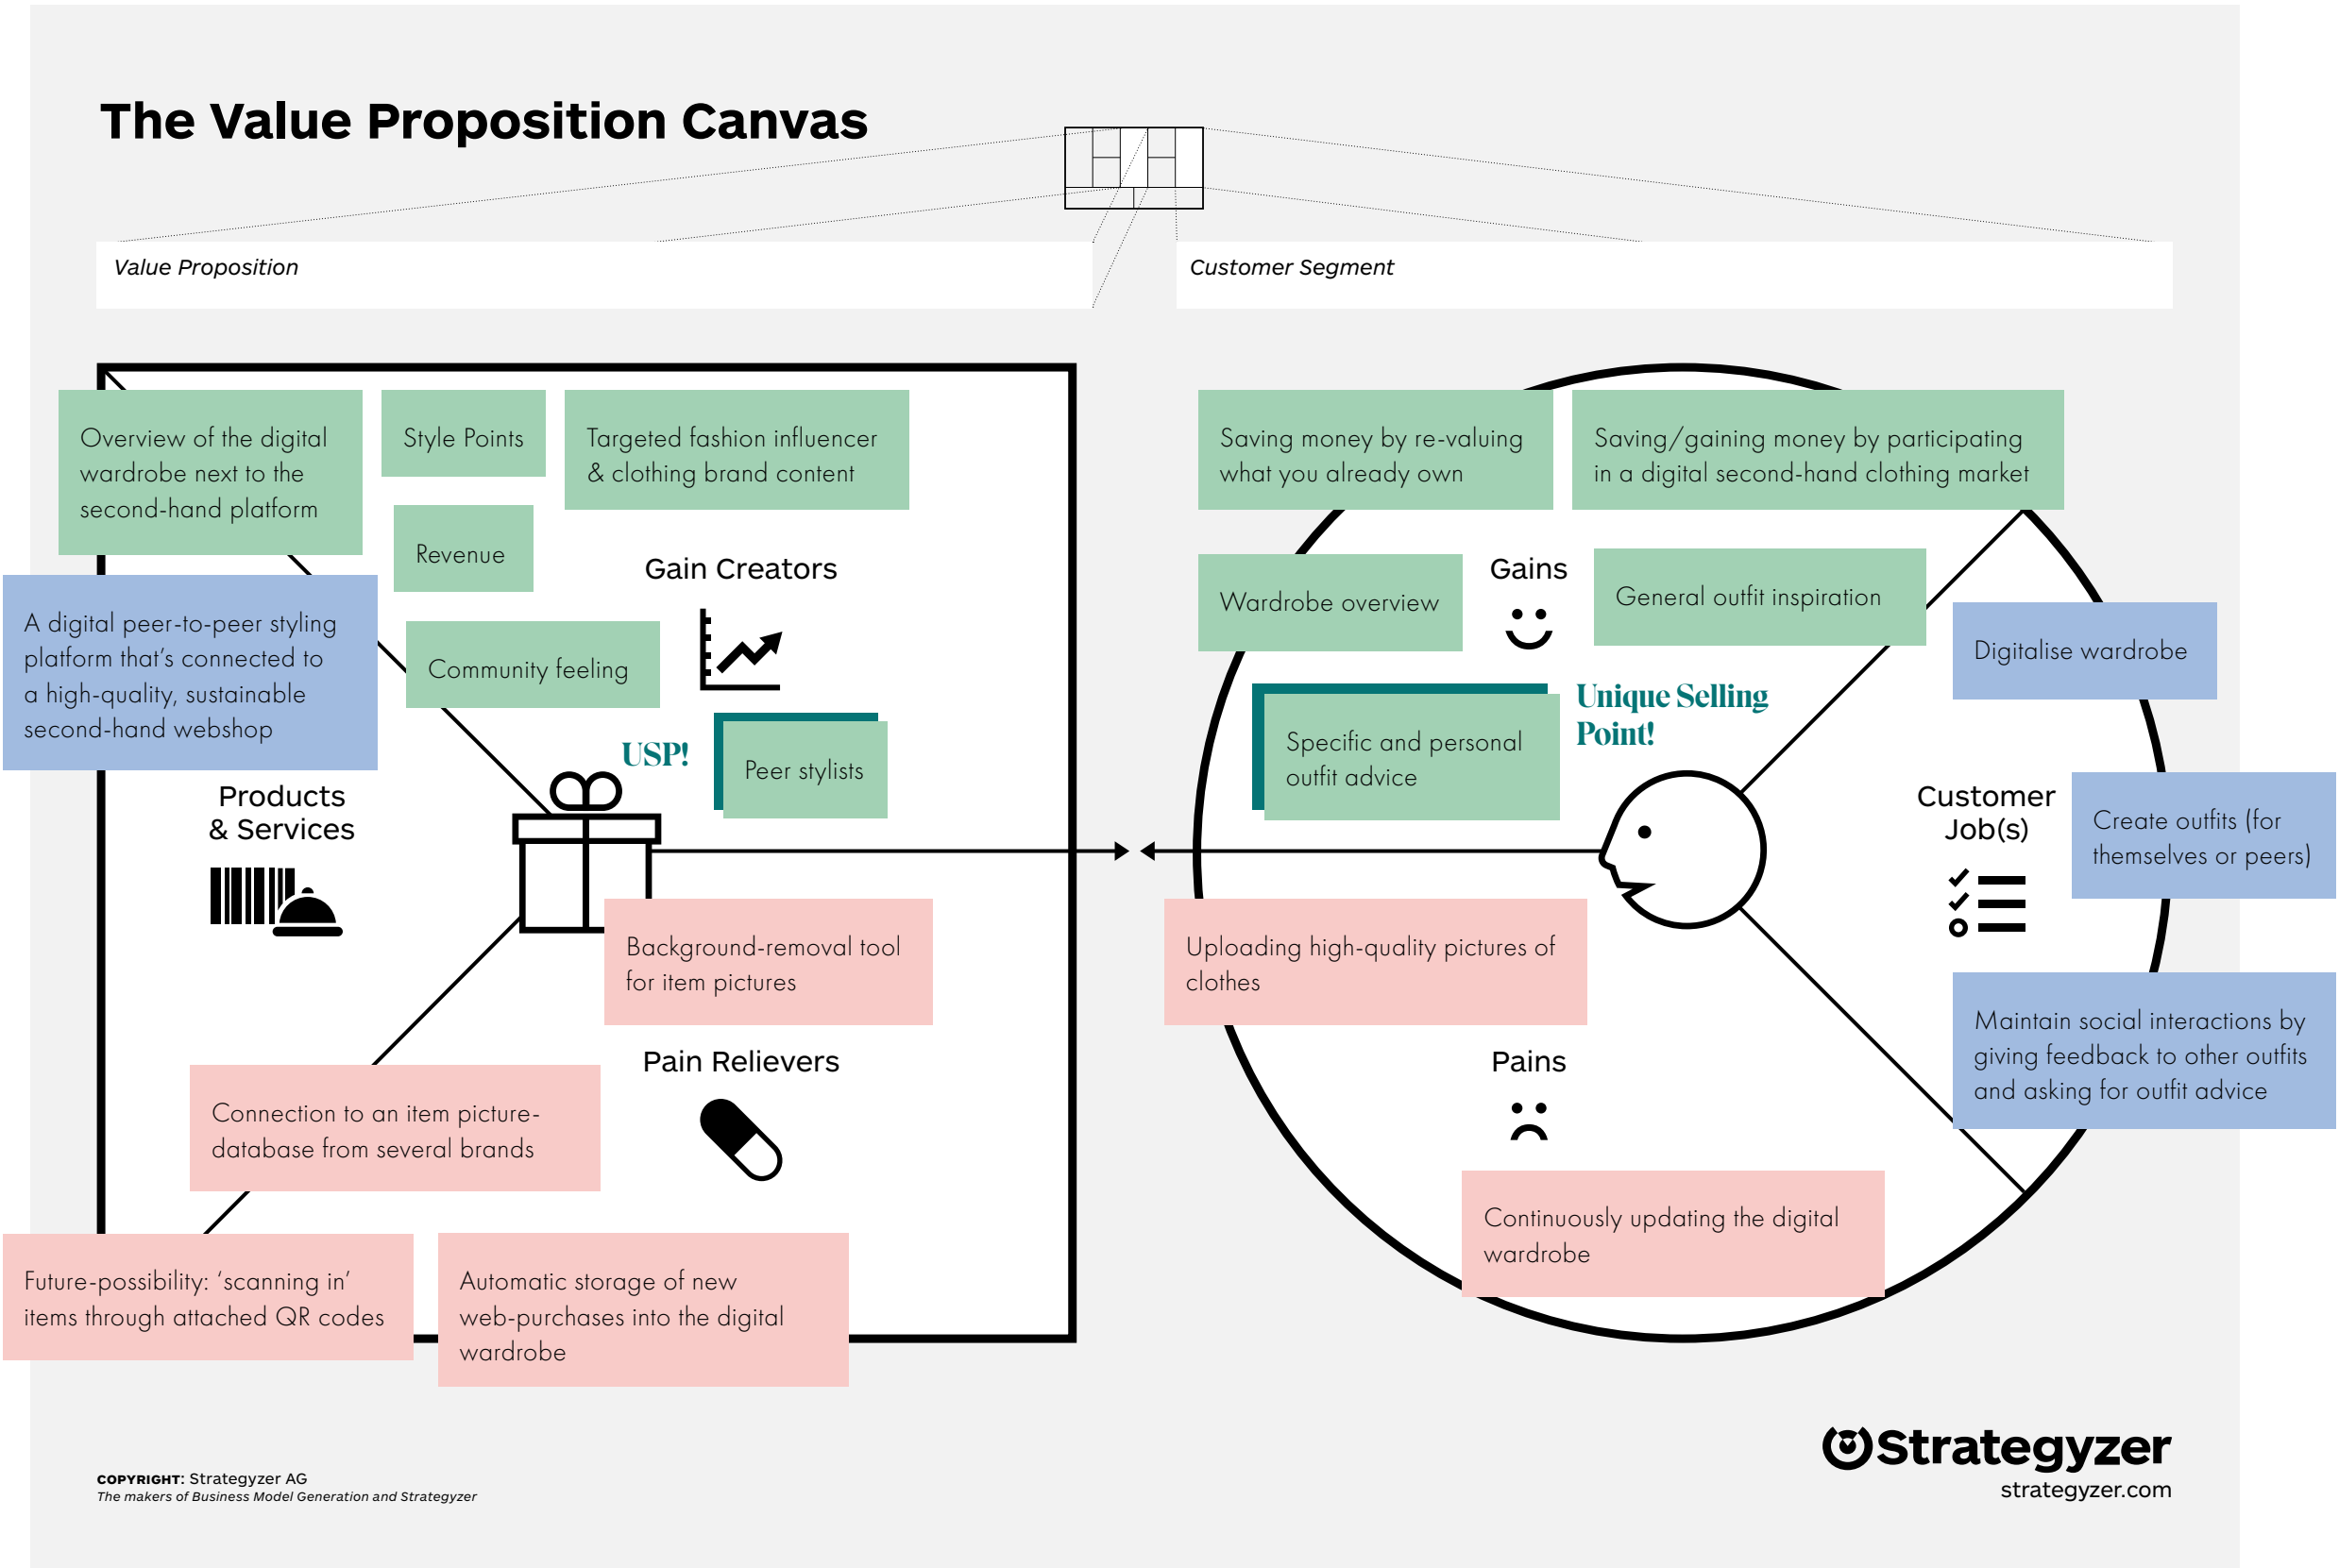 The Value Proposition Canvas
Value Proposition
Customer Segment
Overview of the digital
wardrobe next to the
second-hand platform
Style Points
Targeted fashion influencer
& clothing brand content
Revenue
Gain Creators
A digital peer-to-peer styling
platform that's connected to
a high-quality, sustainable
second-hand webshop
Community feeling
USP!
Peer stylists
Products
& Services
Background-removal tool
for item pictures
Pain Relievers
Connection to an item picture-
database from several brands
Future-possibility: ‘scanning in’
items through attached QR codes
Automatic storage of new
web-purchases into the digital
wardrobe
Saving money by re-valuing
what you already own
Saving/gaining money by participating
in a digital second-hand clothing market
Wardrobe overview
Gains
General outfit inspiration
Digitalise wardrobe
Unique Selling
Point!
Specific and personal
outfit advice
Customer
Job(s)
Create outfits (for
themselves or peers)
Uploading high-quality pictures of
clothes
Maintain social interactions by
giving feedback to other outfits
and asking for outfit advice
Pains
Continuously updating the digital
wardrobe
COPYRIGHT: Strategyzer AG
The makers of Business Model Generation and Strategyzer
Strategyzer
strategyzer.com